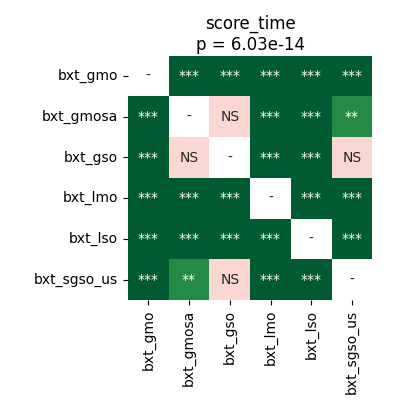 score_time
p = 6.03e-14
bxt_gmo - *** *** *** *** ***
bxt_gmosa *** - NS *** *** **
bxt_gso *** NS - *** *** NS
bxt_lmo *** *** *** - *** ***
bxt_lso *** *** *** *** - ***
bxt_sgso_us *** ** NS *** *** -
bxt_gmo
bxt_gmosa
bxt_gso
bxt_lmo
bxt_lso
bxt_sgso_us